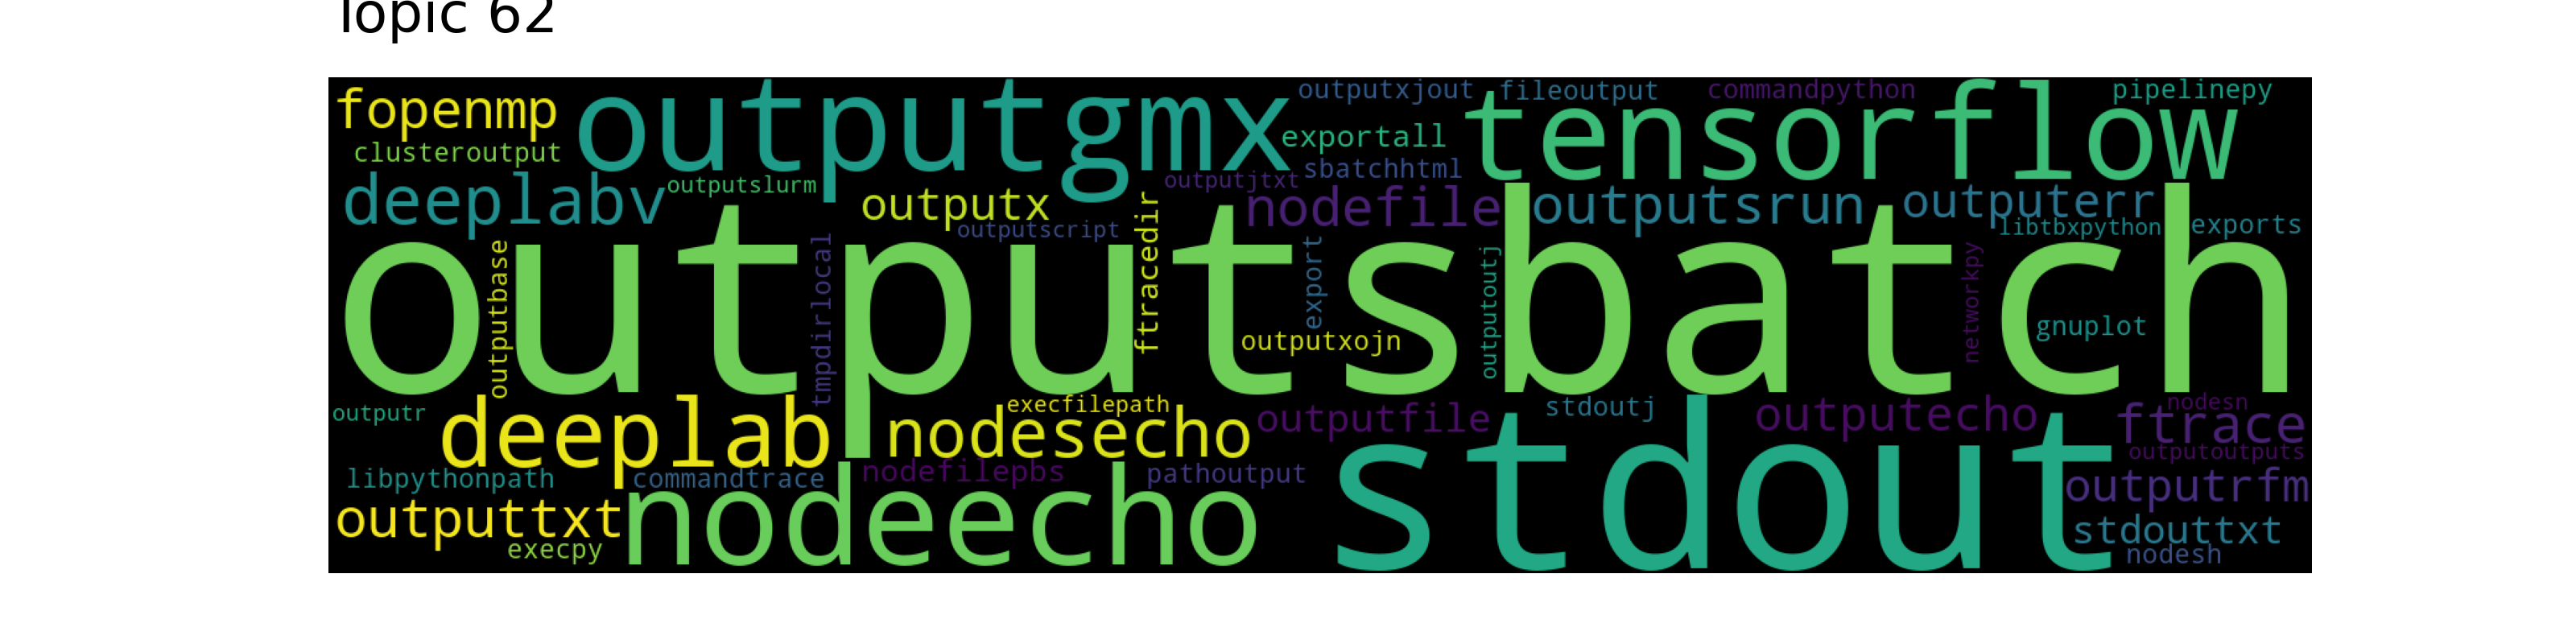 Topic 62
fopenmp
outputgmx
outputxjout
fileoutput
commandpython
pipelinepy
tensorflow
exportall
clusteroutput
sbatchhtml
deeplabv
outputslurm
outputjtxt
outputx
nodefile
outputsrun
outputerr
outputscript
libtbxpython
exports
outputsbatch
outputbase
tmpdirlocal
ftracedir
export
outputoutj
networkpy
gnuplot
outputxojn
outputr
deeplab
execfilepath
nodesecho
outputfile
stdoutj
outputecho
nodesn
ftrace
stdout
outputoutputs
libpythonpath
commandtrace
nodefilepbs
pathoutput
outputrfm
outputtxt
nodeecho
stdouttxt
execpy
nodesh